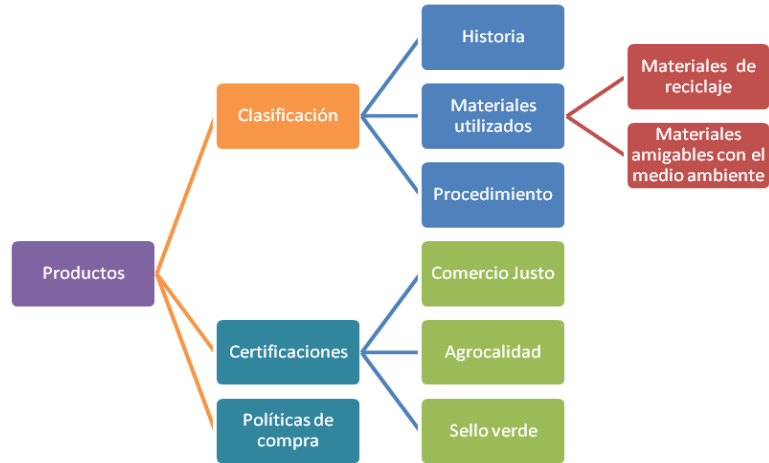 Historia
Materiales de
reciclaje
Clasificación
Materiales
utilizados
Materiales
amigables con el
medio ambiente
Procedimiento
Productos
Comercio Justo
Certificaciones
Agrocalidad
Políticas de
compra
Sello verde